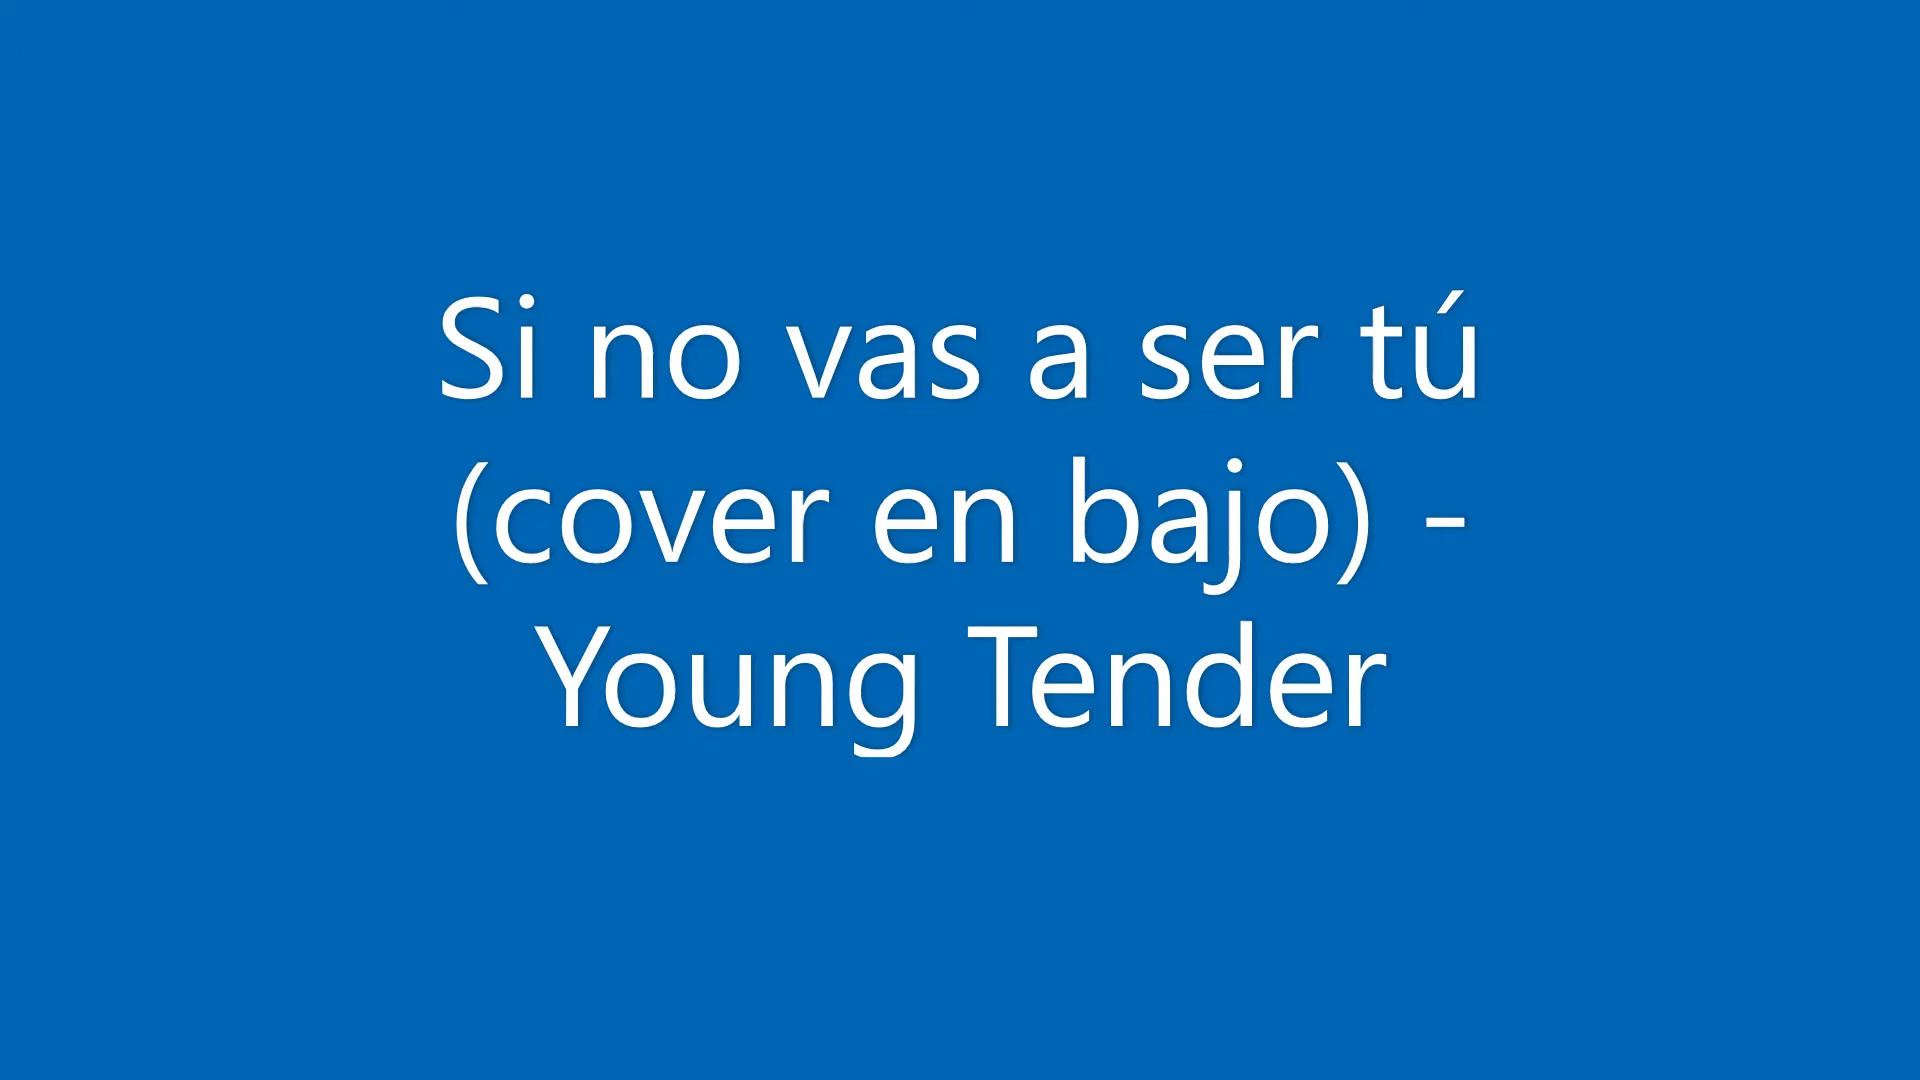 Si no vas a ser tú
(cover en bajo) -
Young Tender